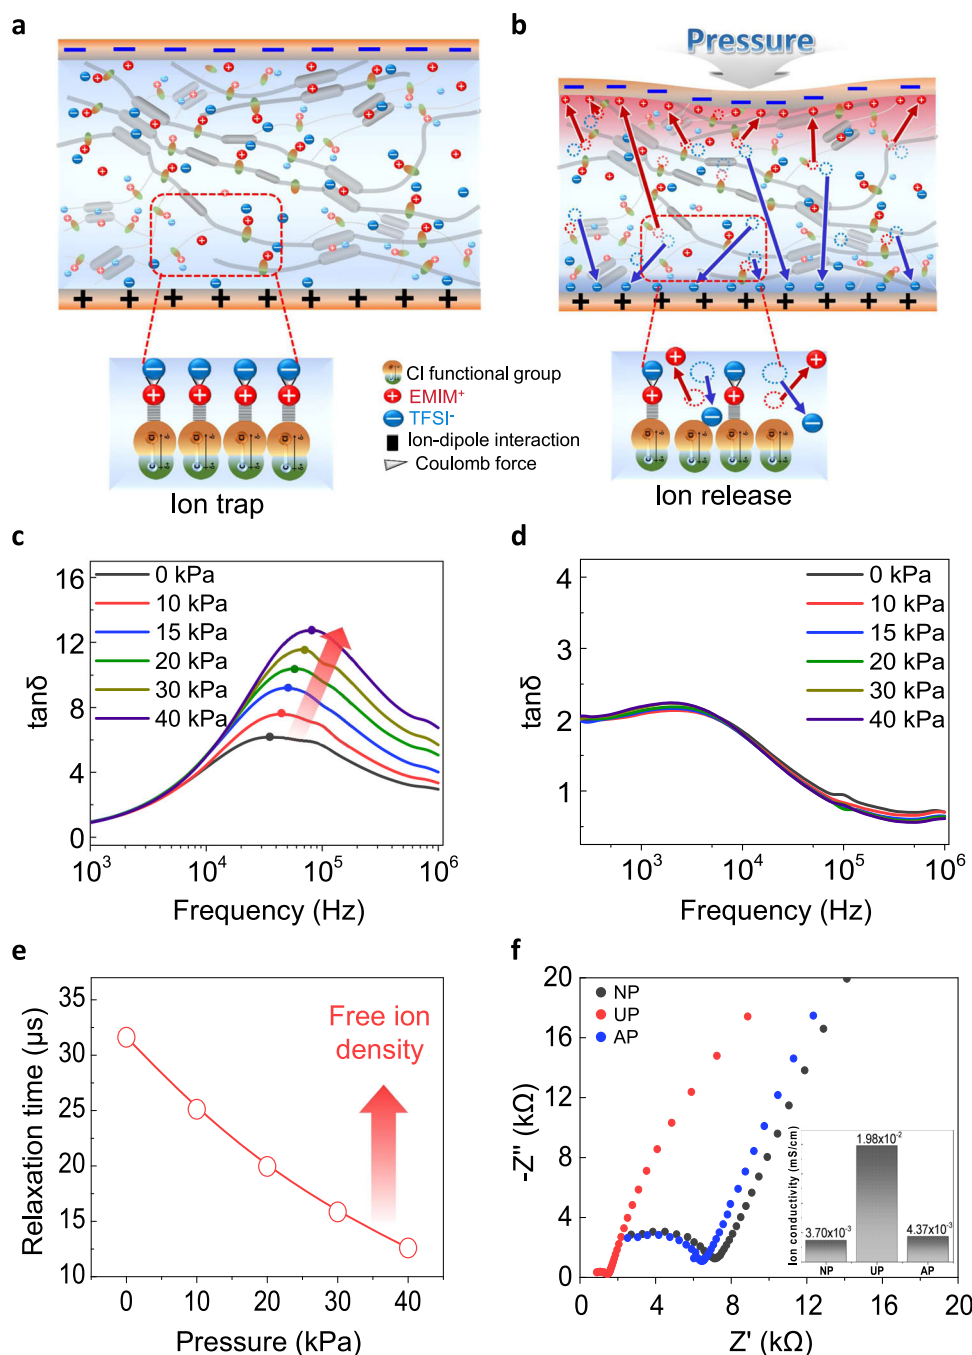 a
b
Pressure
Cl functional group
EMIM⁺
TFSI⁻
Ion-dipole interaction
Coulomb force
Ion trap
Ion release
c
d
16
12
8
4
0
tanδ
0 kPa
10 kPa
15 kPa
20 kPa
30 kPa
40 kPa
10³
10⁴
10⁵
10⁶
Frequency (Hz)
4
3
2
1
tanδ
0 kPa
10 kPa
15 kPa
20 kPa
30 kPa
40 kPa
10³
10⁴
10⁵
10⁶
Frequency (Hz)
e
f
35
30
25
20
15
10
Relaxation time (μs)
Free ion
density
0
10
20
30
40
Pressure (kPa)
20
16
12
8
4
0
-Z'' (kΩ)
NP
UP
AP
Ion conductivity (mS/cm)
3.70x10⁻³
1.98x10⁻²
4.37x10⁻³
NP
UP
AP
0
4
8
12
16
20
Z' (kΩ)